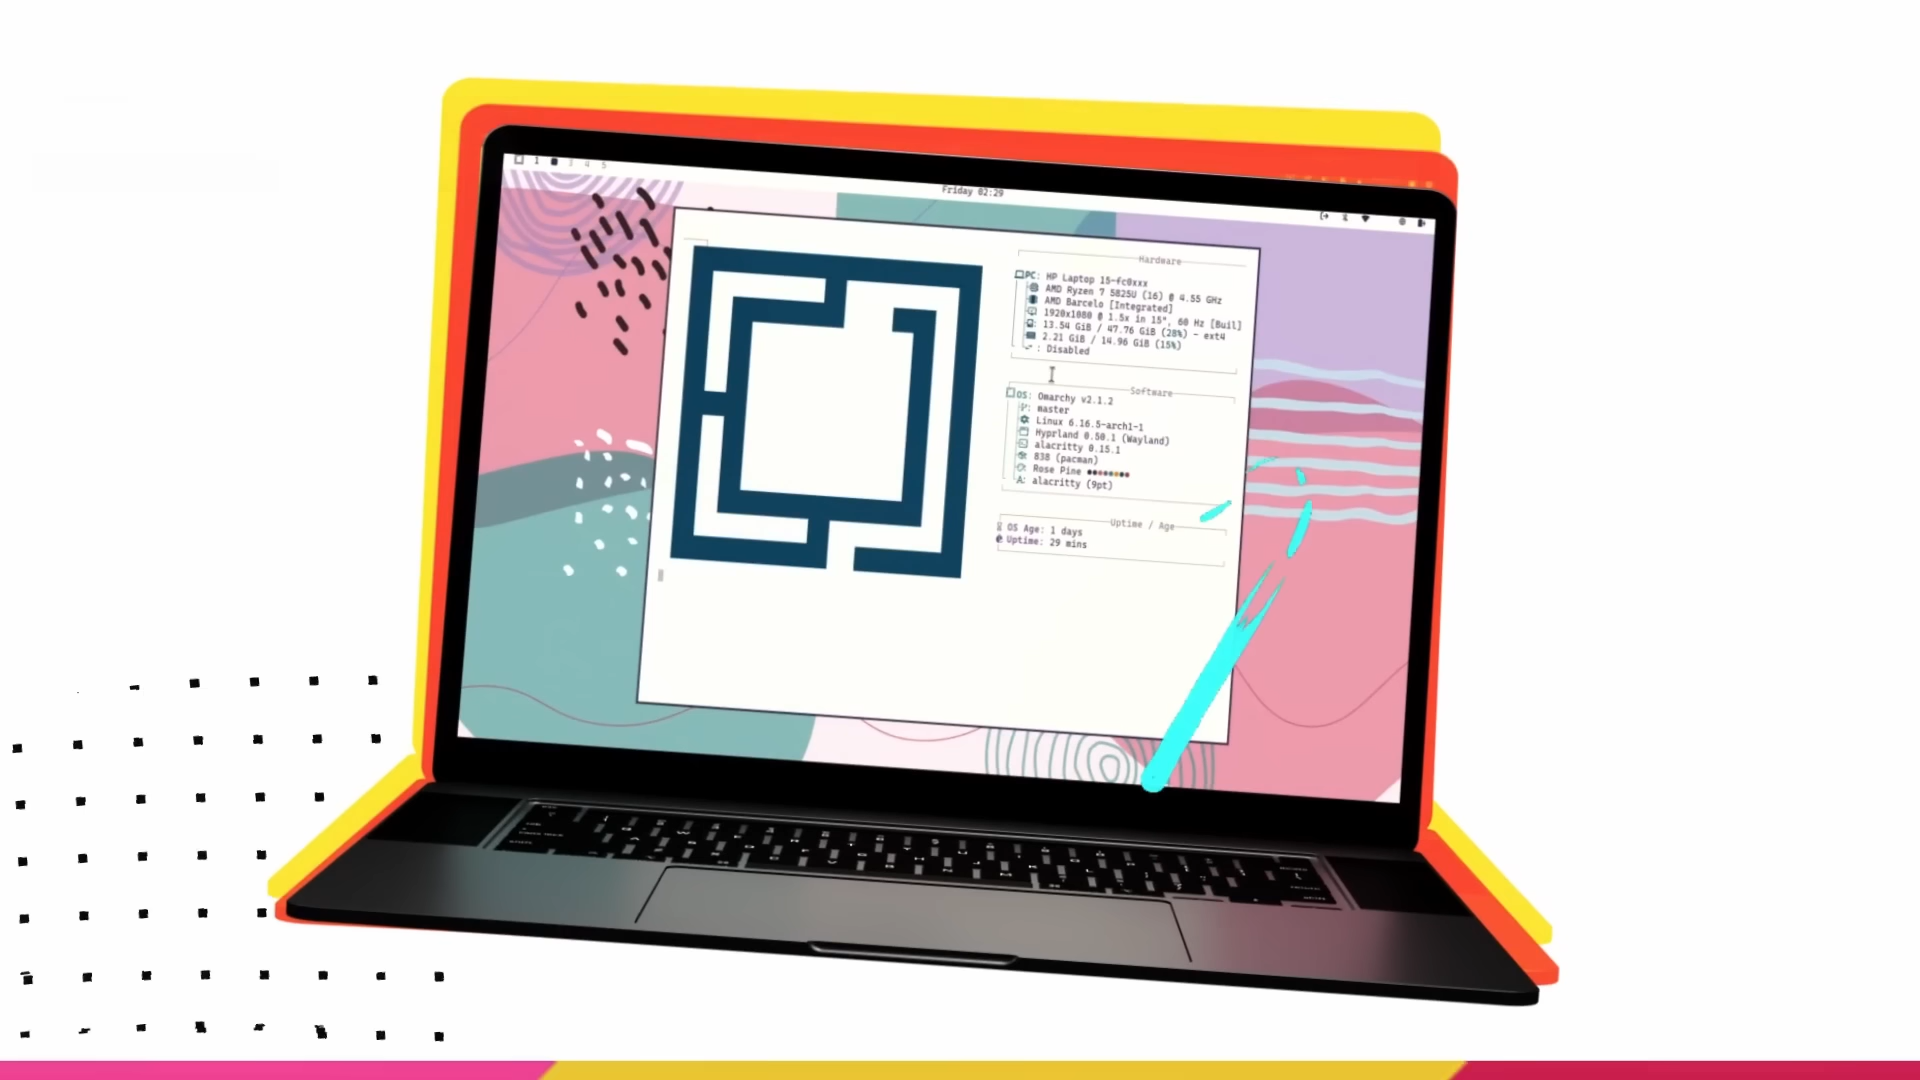 1 3 4 5
Friday 02:29
Hardware
PC: HP Laptop 15-fc0xxx
AMD Ryzen 7 5825U (16) @ 4.55 GHz
AMD Barcelo [Integrated]
1920x1080 @ 1.5x in 15", 60 Hz [Buil]
13.54 GiB / 47.76 GiB (28%) - ext4
2.21 GiB / 14.96 GiB (15%)
: Disabled
Software
OS: Omarchy v2.1.2
: master
Linux 6.16.5-arch1-1
Hyprland 0.50.1 (Wayland)
alacritty 0.15.1
838 (pacman)
Rose Pine
A: alacritty (9pt)
Uptime / Age
OS Age: 1 days
Uptime: 29 mins